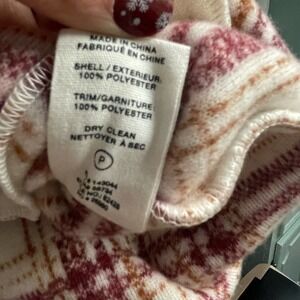 MADE IN CHINA
FABRIQUÉ EN CHINE
SHELL / EXTERIEUR:
100% POLYESTER
TRIM/GARNITURE:
100% POLYESTER
DRY CLEAN
NETTOYER À SEC
P